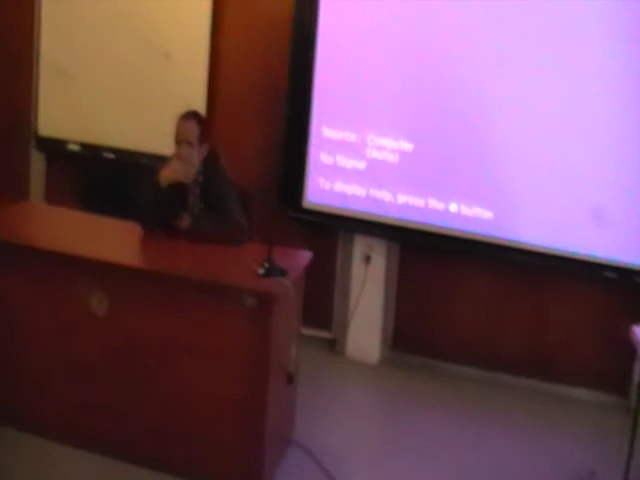 Source: Computer
(Auto)
No Signal
To display Help, press the button